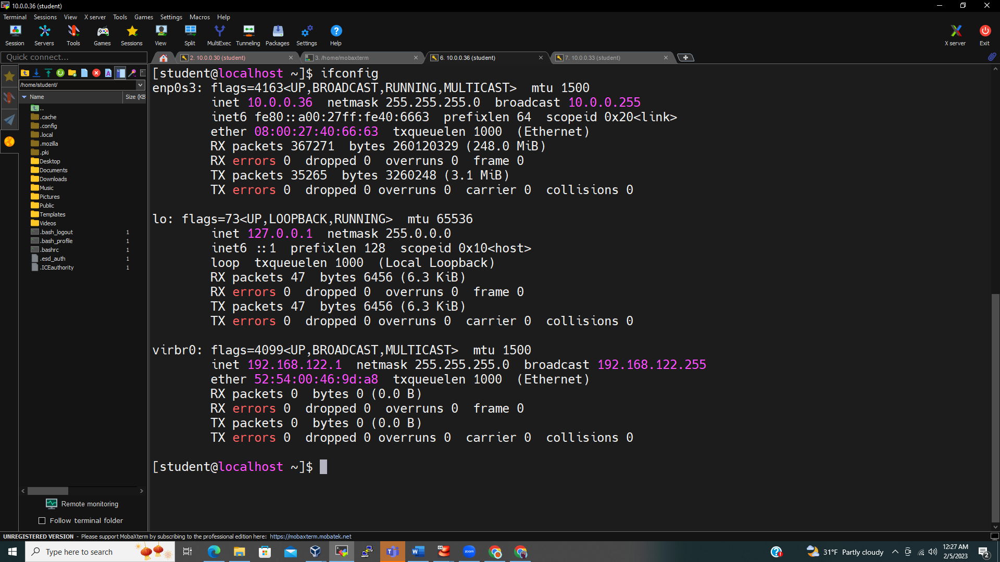 10.0.0.36 (student)
Terminal Sessions View X server Tools Games Settings Macros Help
Session Servers Tools Games Sessions View Split MultiExec Tunneling Packages Settings Help X server Exit
Quick connect...
2. 10.0.0.30 (student)
3. /home/mobaxterm
6. 10.0.0.36 (student)
7. 10.0.0.33 (student)
/home/student/
Name Size (KB
..
.cache
.config
.local
.mozilla
.pki
Desktop
Documents
Downloads
Music
Pictures
Public
Templates
Videos
.bash_logout 1
.bash_profile 1
.bashrc 1
.esd_auth 1
.ICEauthority 1
Remote monitoring
Follow terminal folder
[student@localhost ~]$ ifconfig
enp0s3: flags=4163<UP,BROADCAST,RUNNING,MULTICAST>  mtu 1500
        inet 10.0.0.36  netmask 255.255.255.0  broadcast 10.0.0.255
        inet6 fe80::a00:27ff:fe40:6663  prefixlen 64  scopeid 0x20<link>
        ether 08:00:27:40:66:63  txqueuelen 1000  (Ethernet)
        RX packets 367271  bytes 260120329 (248.0 MiB)
        RX errors 0  dropped 0  overruns 0  frame 0
        TX packets 35265  bytes 3260248 (3.1 MiB)
        TX errors 0  dropped 0 overruns 0  carrier 0  collisions 0

lo: flags=73<UP,LOOPBACK,RUNNING>  mtu 65536
        inet 127.0.0.1  netmask 255.0.0.0
        inet6 ::1  prefixlen 128  scopeid 0x10<host>
        loop  txqueuelen 1000  (Local Loopback)
        RX packets 47  bytes 6456 (6.3 KiB)
        RX errors 0  dropped 0  overruns 0  frame 0
        TX packets 47  bytes 6456 (6.3 KiB)
        TX errors 0  dropped 0 overruns 0  carrier 0  collisions 0

virbr0: flags=4099<UP,BROADCAST,MULTICAST>  mtu 1500
        inet 192.168.122.1  netmask 255.255.255.0  broadcast 192.168.122.255
        ether 52:54:00:46:9d:a8  txqueuelen 1000  (Ethernet)
        RX packets 0  bytes 0 (0.0 B)
        RX errors 0  dropped 0  overruns 0  frame 0
        TX packets 0  bytes 0 (0.0 B)
        TX errors 0  dropped 0 overruns 0  carrier 0  collisions 0

[student@localhost ~]$
UNREGISTERED VERSION - Please support MobaXterm by subscribing to the professional edition here: https://mobaxterm.mobatek.net
Type here to search
zoom
31°F Partly cloudy
12:27 AM
2/5/2023
2